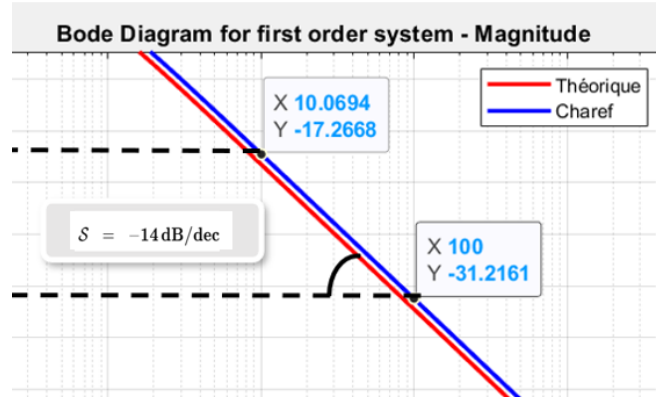 Bode Diagram for first order system - Magnitude
Théorique
Charef
X 10.0694
Y -17.2668
S = -14 dB/dec
X 100
Y -31.2161